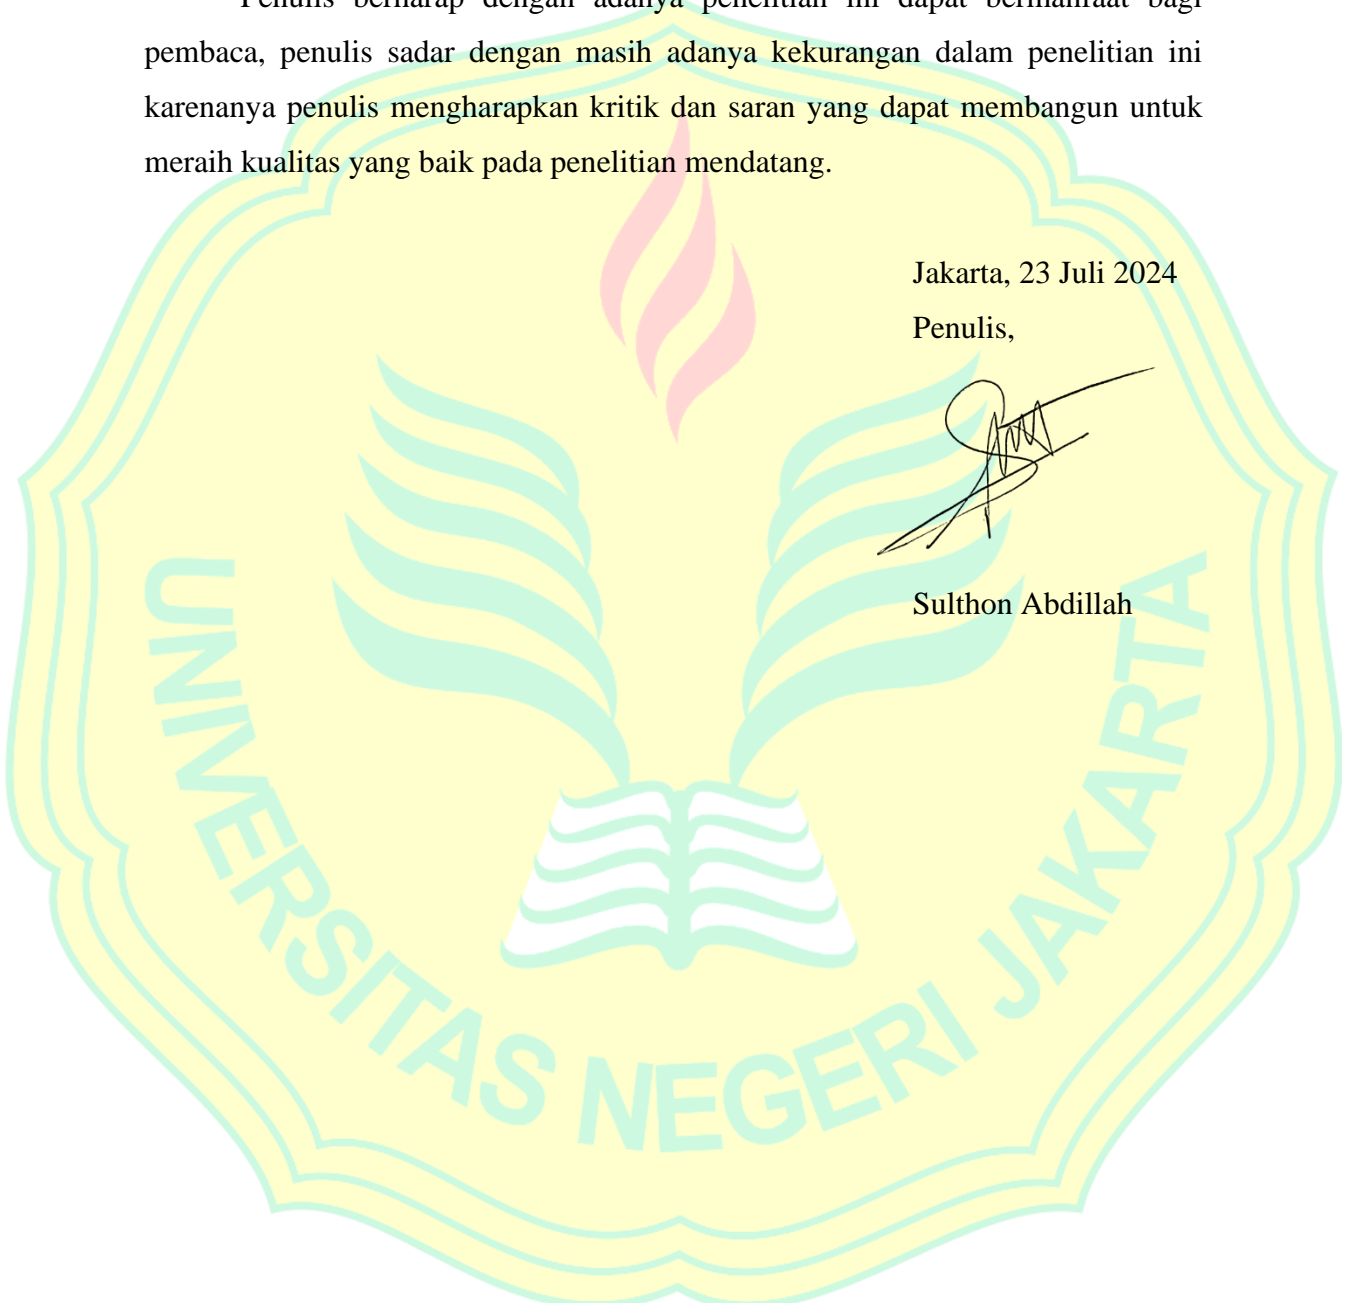 Penulis berharap dengan adanya penelitian ini dapat bermanfaat bagi
pembaca, penulis sadar dengan masih adanya kekurangan dalam penelitian ini
karenanya penulis mengharapkan kritik dan saran yang dapat membangun untuk
meraih kualitas yang baik pada penelitian mendatang.
Jakarta, 23 Juli 2024
Penulis,
Sulthon Abdillah
UNIVERSITAS NEGERI JAKARTA